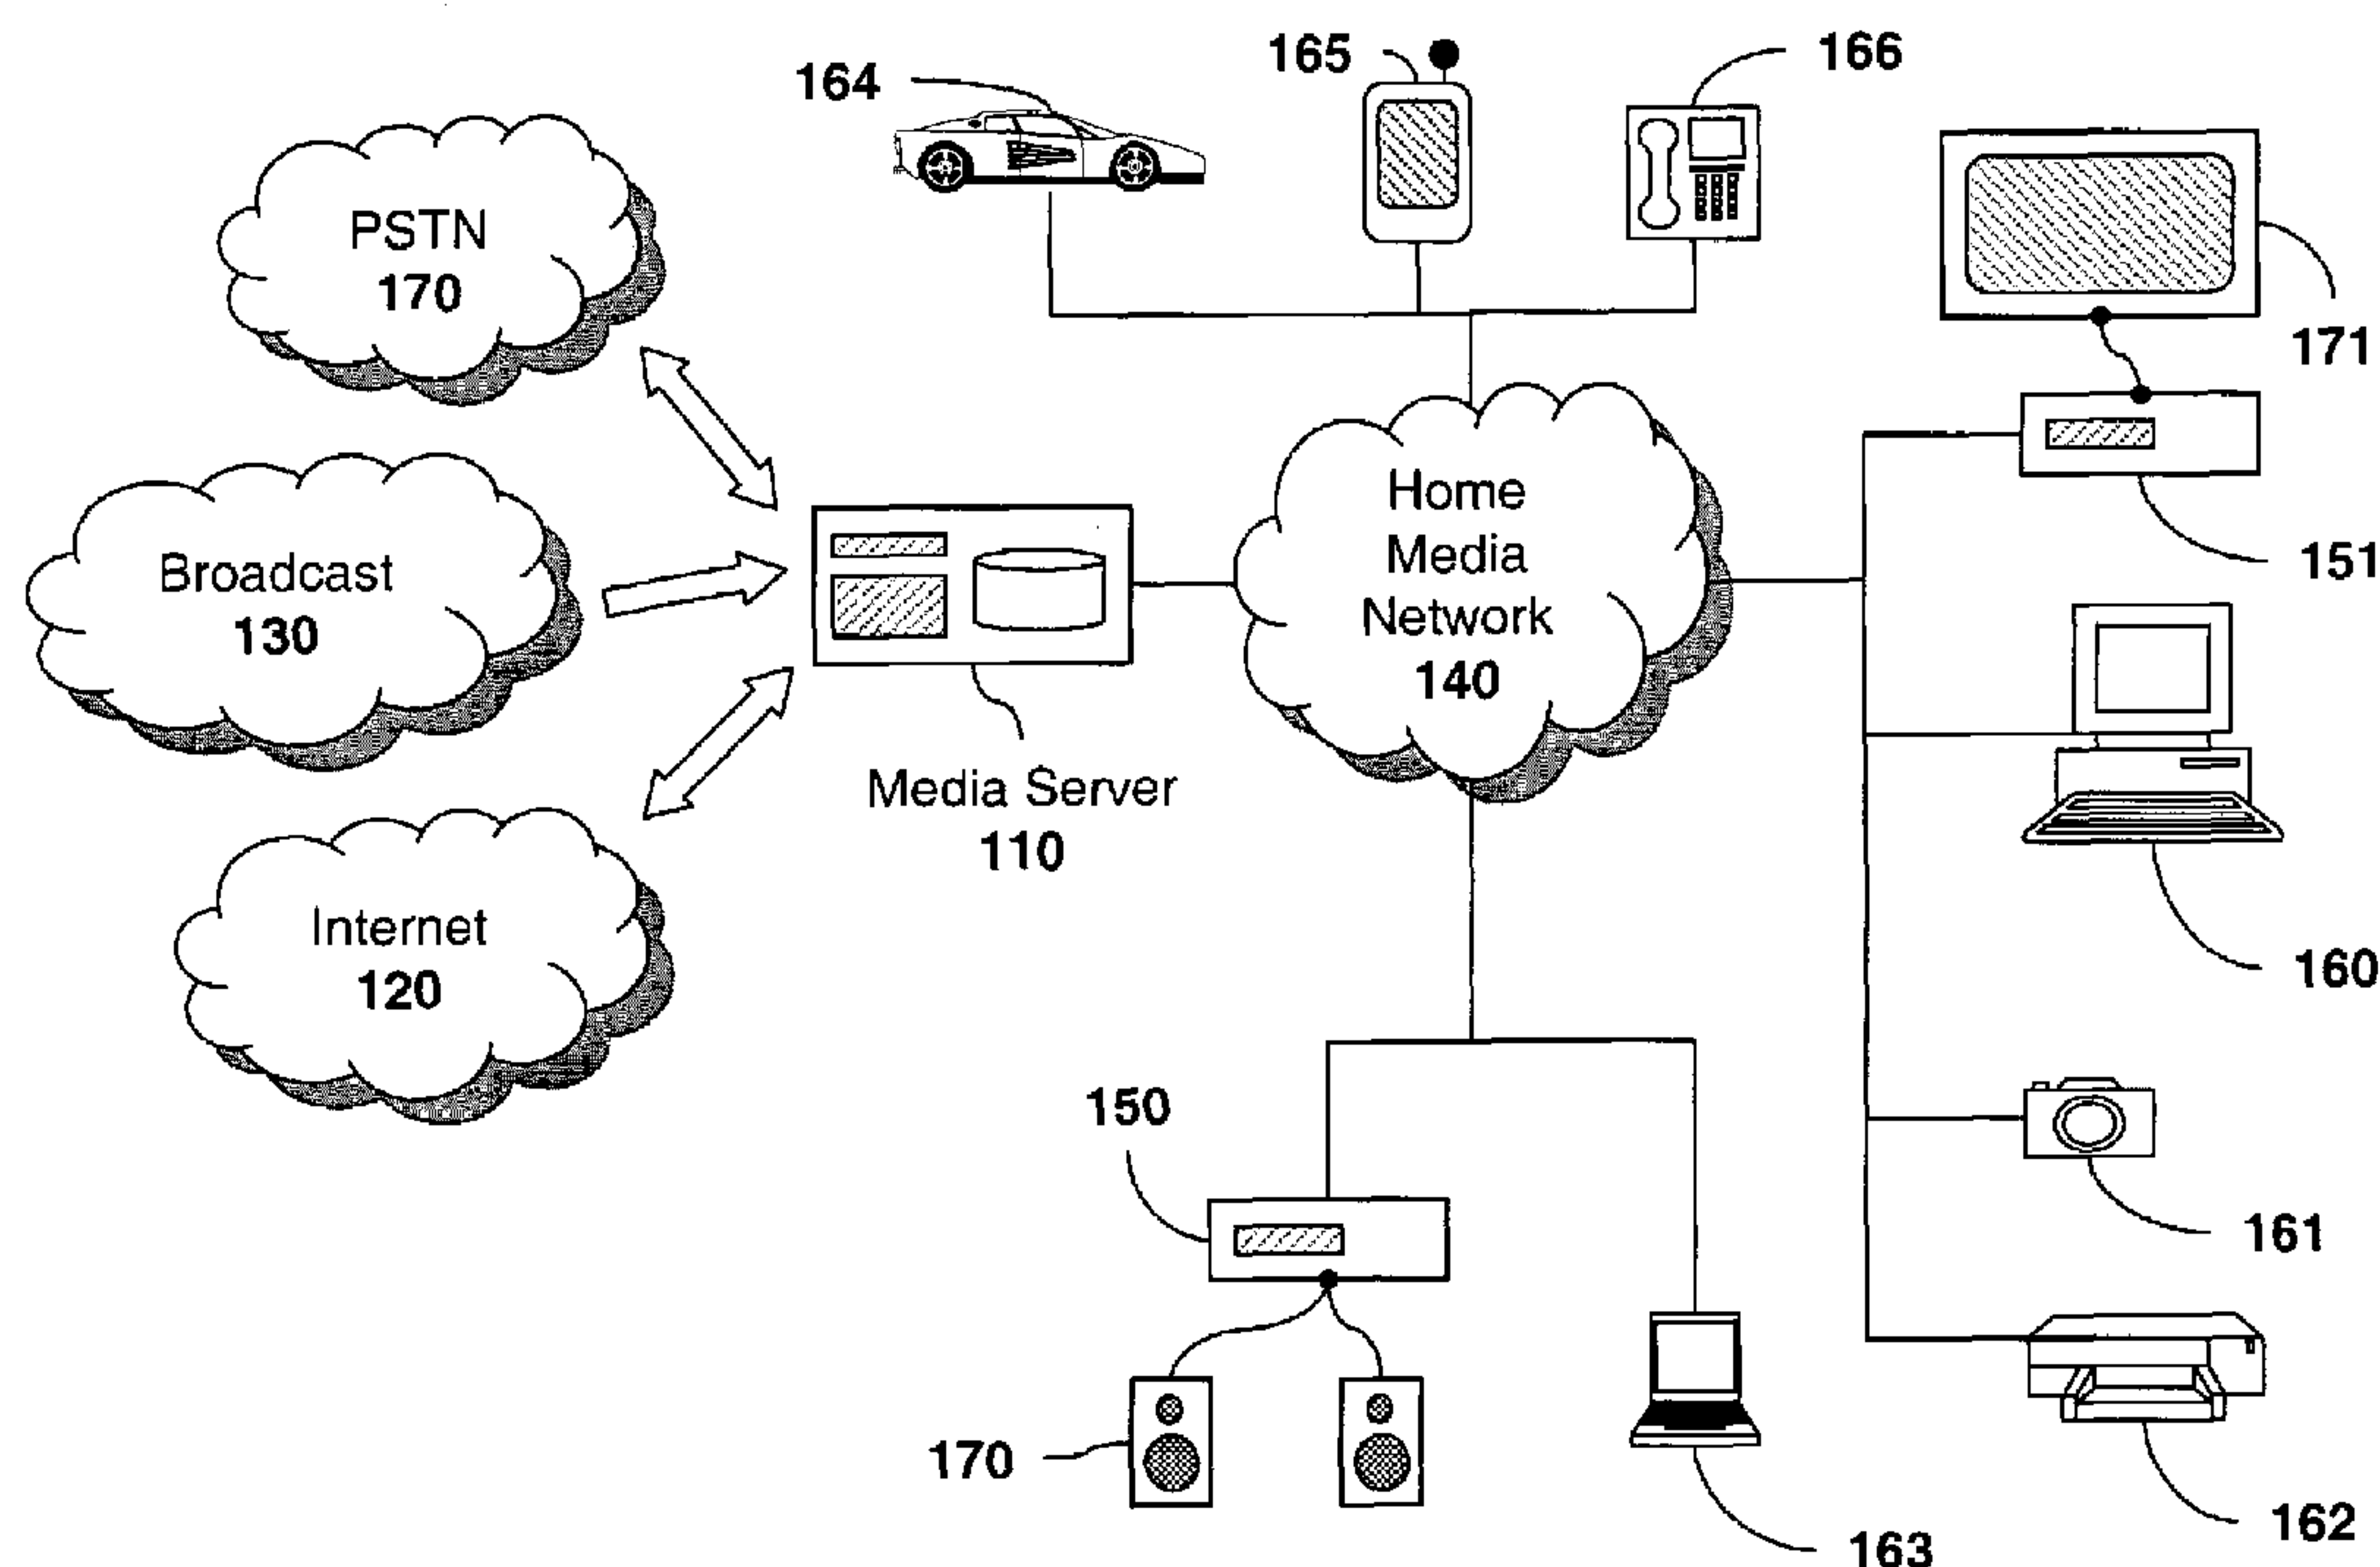 164
165
166
PSTN
170
171
Broadcast
130
Home
Media
Network
140
151
Media Server
110
160
Internet
120
150
161
170
163
162